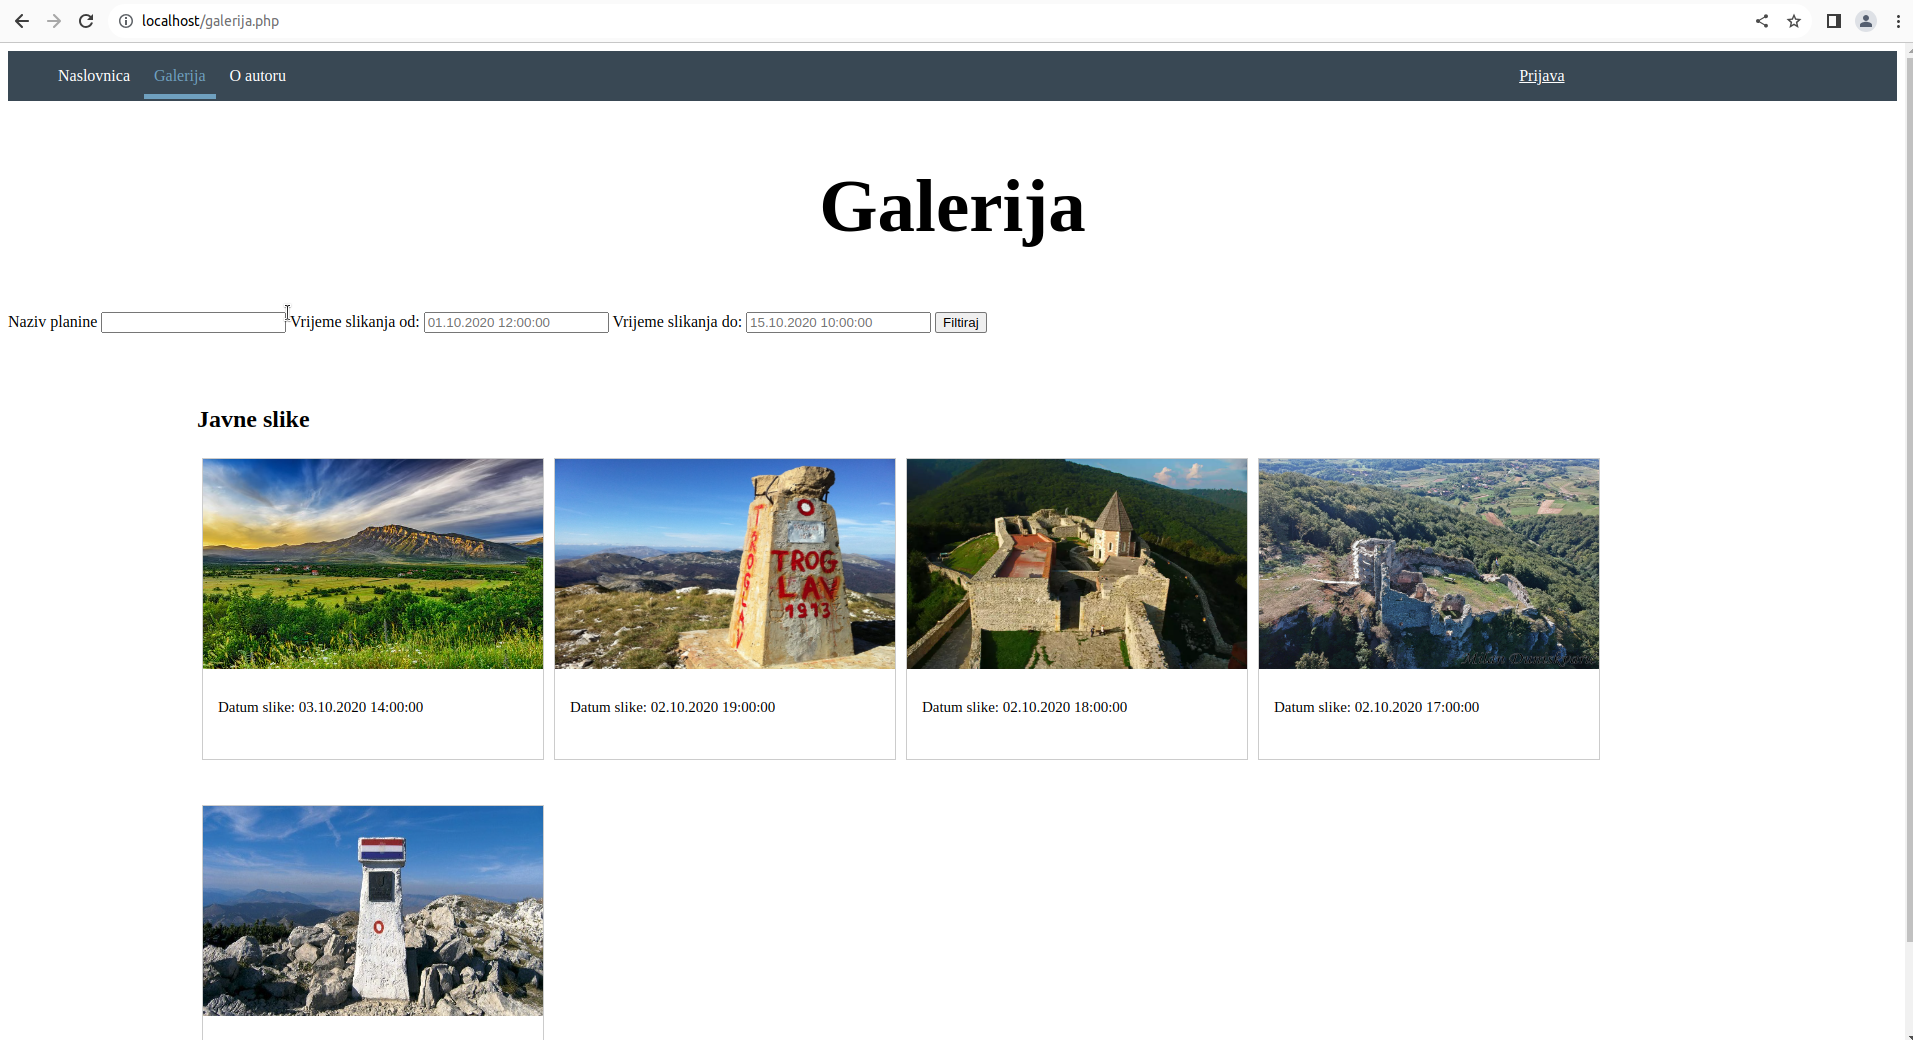 localhost/galerija.php
Naslovnica Galerija O autoru Prijava
Galerija
Naziv planine Vrijeme slikanja od: 01.10.2020 12:00:00 Vrijeme slikanja do: 15.10.2020 10:00:00 Filtiraj
Javne slike
TROGLAV
TROG
LAV
1913
Datum slike: 03.10.2020 14:00:00
Datum slike: 02.10.2020 19:00:00
Datum slike: 02.10.2020 18:00:00
Datum slike: 02.10.2020 17:00:00